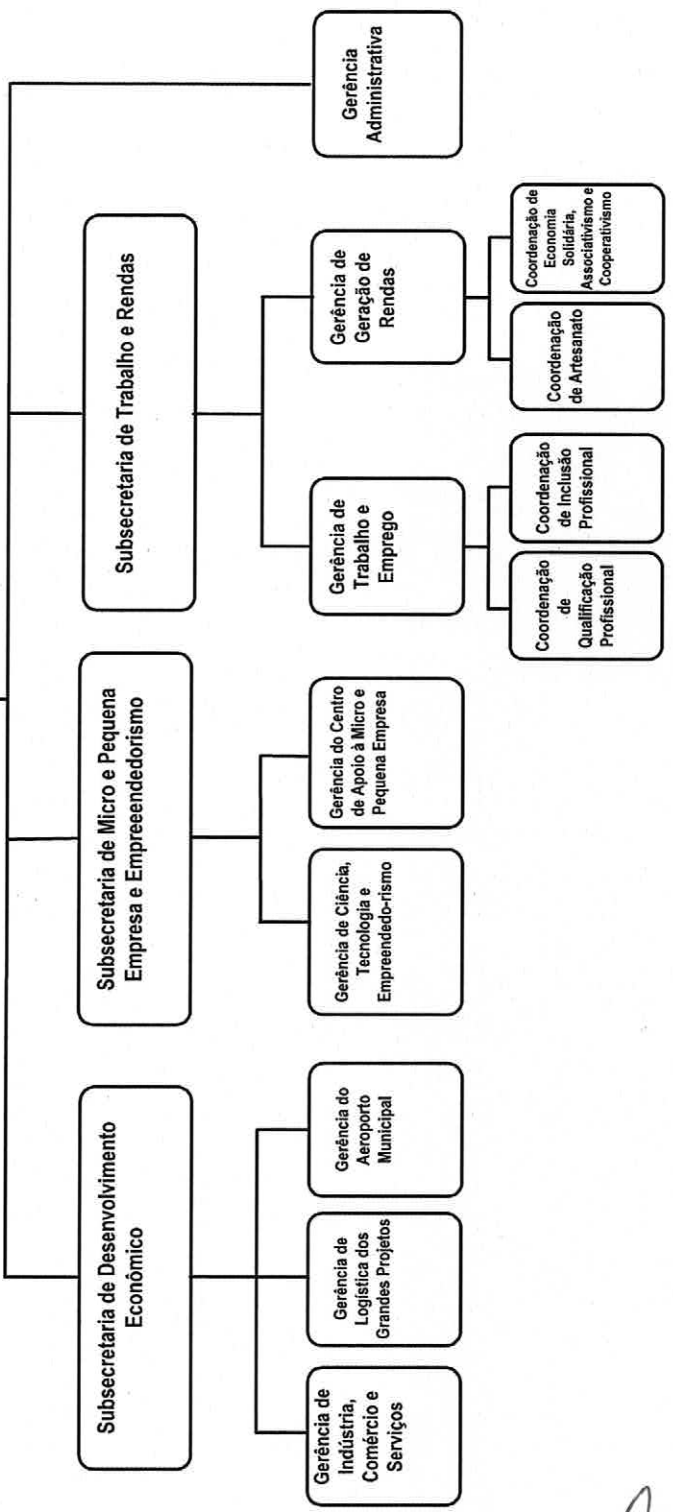 Subsecretaria de Desenvolvimento
Econômico
Subsecretaria de Micro e Pequena
Empresa e Empreeendedorismo
Subsecretaria de Trabalho e Rendas
Gerência de
Indústria,
Comércio e
Serviços
Gerência de
Logística dos
Grandes Projetos
Gerência do
Aeroporto
Municipal
Gerência de Ciência,
Tecnologia e
Empreendedo-rismo
Gerência do Centro
de Apoio à Micro e
Pequena Empresa
Gerência de
Trabalho e
Emprego
Gerência de
Geração de
Rendas
Gerência
Administrativa
Coordenação
de
Qualificação
Profissional
Coordenação
de Inclusão
Profissional
Coordenação
de Artesanato
Coordenação de
Economia
Solidária,
Associativismo e
Cooperativismo